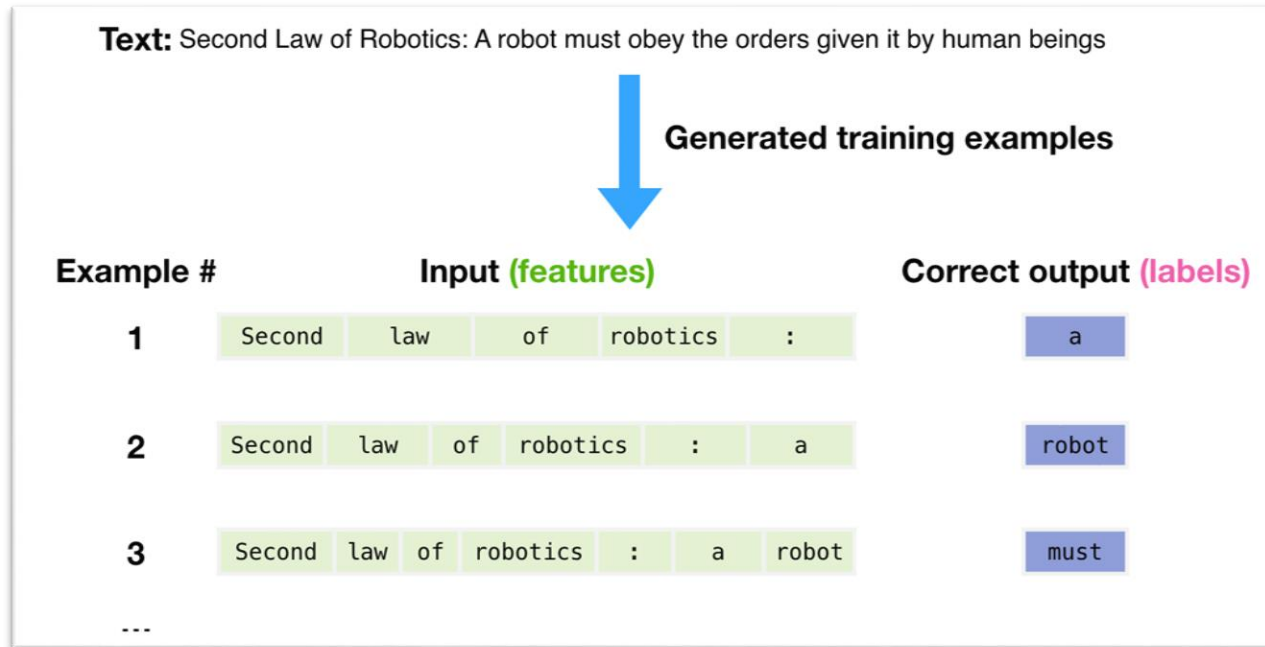 Text: Second Law of Robotics: A robot must obey the orders given it by human beings
Generated training examples
Example # Input (features) Correct output (labels)
1 Second law of robotics : a
2 Second law of robotics : a robot
3 Second law of robotics : a robot must
---